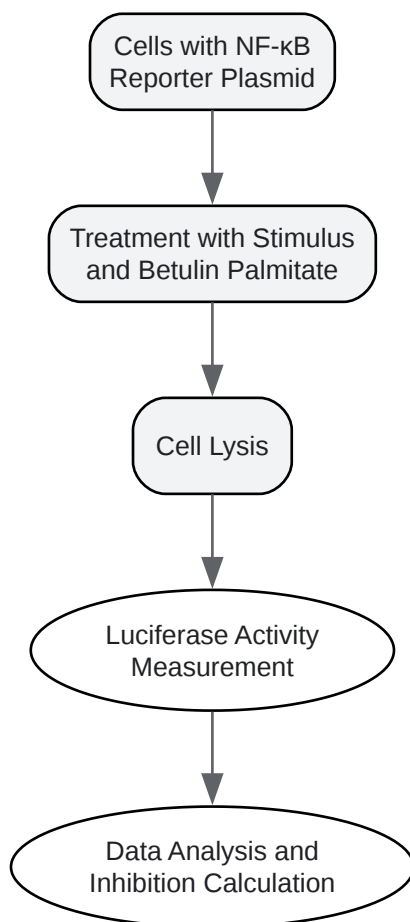 Cells with NF-κB
Reporter Plasmid
Treatment with Stimulus
and Betulin Palmitate
Cell Lysis
Luciferase Activity
Measurement
Data Analysis and
Inhibition Calculation